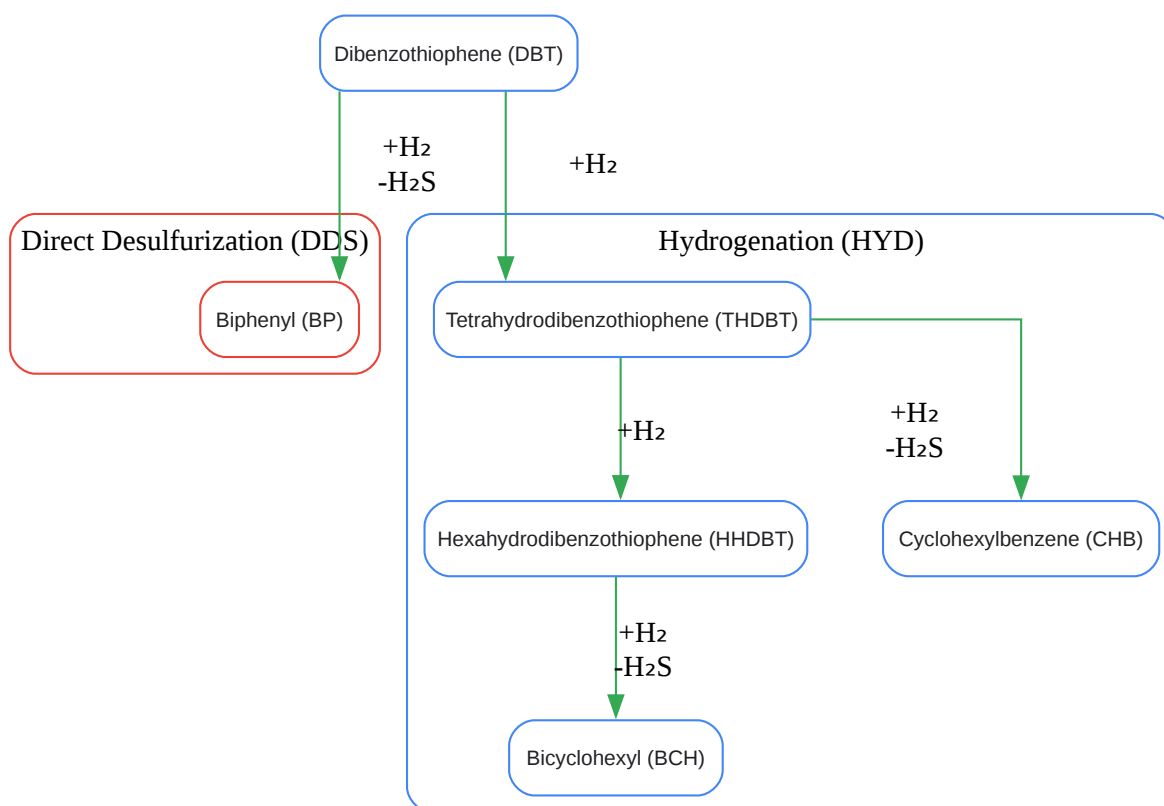 Dibenzothiophene (DBT)
+H₂
-H₂S
+H₂
Direct Desulfurization (DDS)
Hydrogenation (HYD)
Biphenyl (BP)
Tetrahydrodibenzothiophene (THDBT)
+H₂
+H₂
-H₂S
Hexahydrodibenzothiophene (HHDBT)
Cyclohexylbenzene (CHB)
+H₂
-H₂S
Bicyclohexyl (BCH)